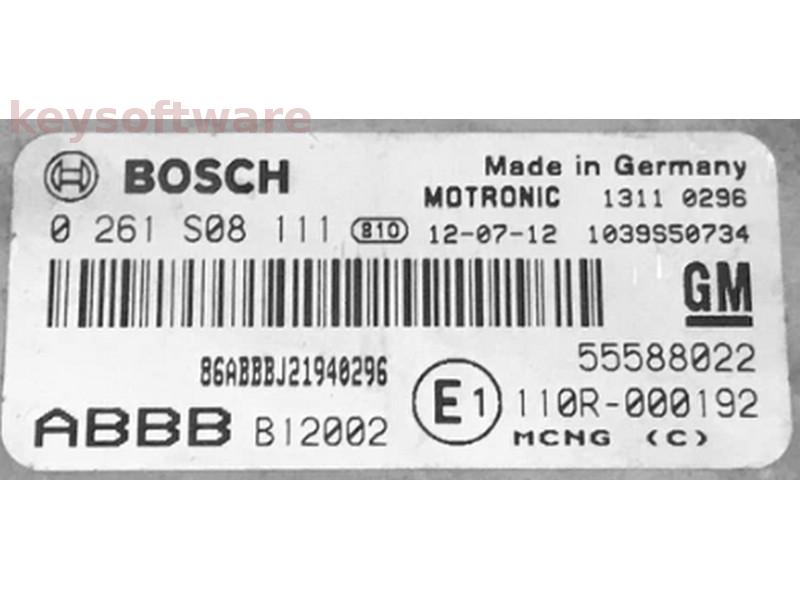 keysoftware
BOSCH
Made in Germany
MOTRONIC 1311 0296
0 261 S08 111 810 12-07-12 1039S50734
GM
86ABBBJ21940296
55588022
ABBB B12002
E1 110R-000192
MCNG (C)